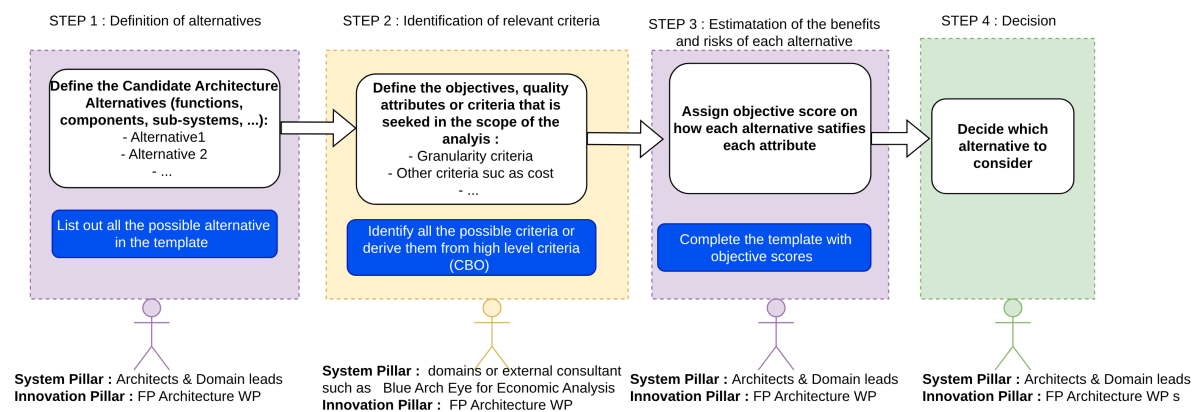 STEP 1 : Definition of alternatives
Define the Candidate Architecture
Alternatives (functions,
components, sub-systems, ...):
- Alternative1
- Alternative 2
- ...
List out all the possible alternative
in the template
System Pillar : Architects & Domain leads
Innovation Pillar : FP Architecture WP
STEP 2 : Identification of relevant criteria
Define the objectives, quality
attributes or criteria that is
seeked in the scope of the
analyis :
- Granularity criteria
- Other criteria suc as cost
- ...
Identify all the possible criteria or
derive them from high level criteria
(CBO)
System Pillar : domains or external consultant
such as Blue Arch Eye for Economic Analysis
Innovation Pillar : FP Architecture WP
STEP 3 : Estimatation of the benefits
and risks of each alternative
Assign objective score on
how each alternative satifies
each attribute
Complete the template with
objective scores
System Pillar : Architects & Domain leads
Innovation Pillar : FP Architecture WP
STEP 4 : Decision
Decide which
alternative to
consider
System Pillar : Architects & Domain leads
Innovation Pillar : FP Architecture WP s